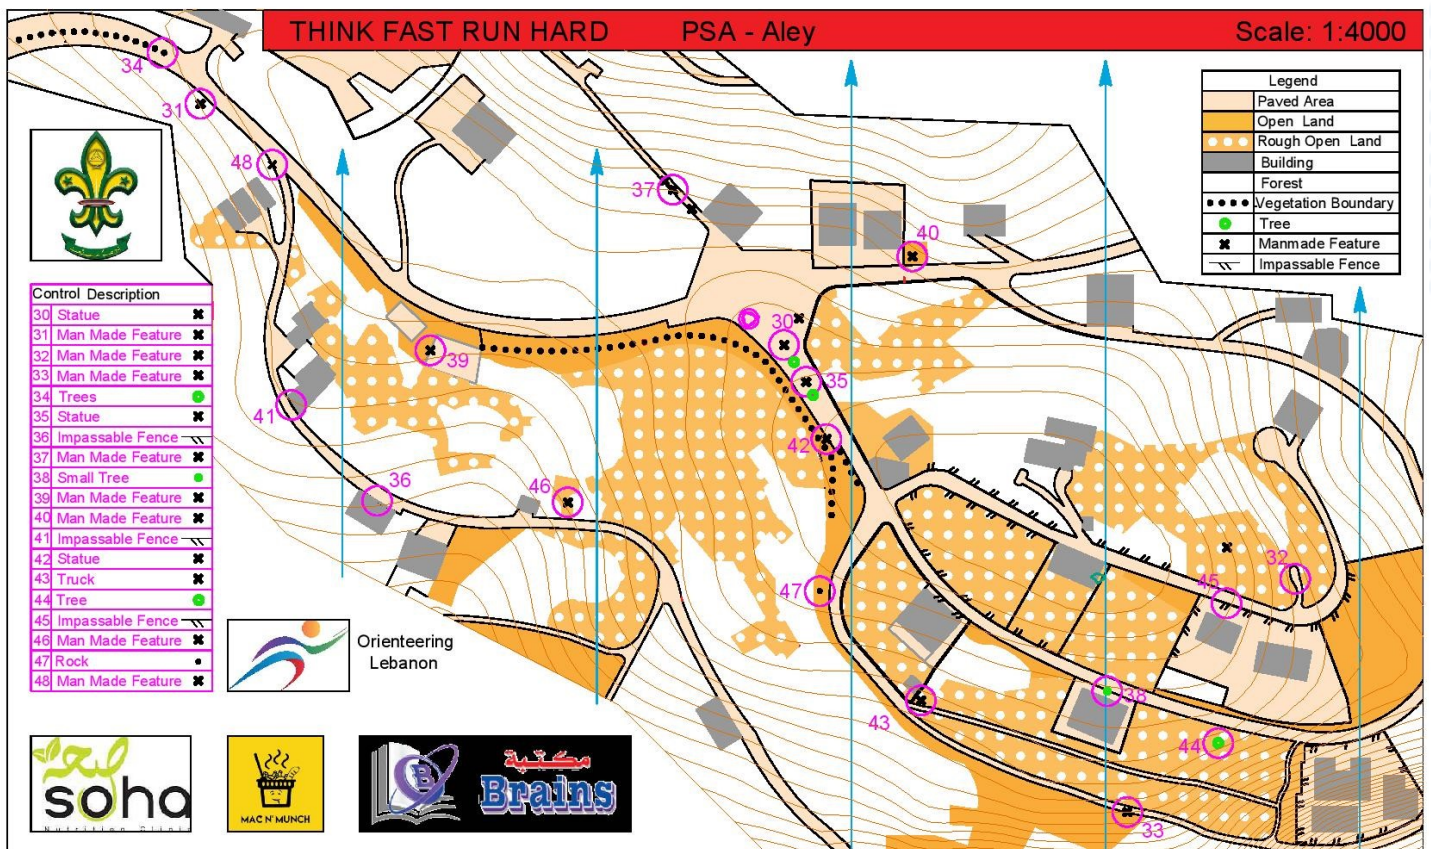 THINK FAST RUN HARD PSA - Aley Scale: 1:4000
Legend
Paved Area
Open Land
Rough Open Land
Building
Forest
Vegetation Boundary
Tree
Manmade Feature
Impassable Fence
34
31
48
37
40
30
35
39
42
41
36
46
47
45
32
43
38
44
33
Control Description
30 Statue
31 Man Made Feature
32 Man Made Feature
33 Man Made Feature
34 Trees
35 Statue
36 Impassable Fence
37 Man Made Feature
38 Small Tree
39 Man Made Feature
40 Man Made Feature
41 Impassable Fence
42 Statue
43 Truck
44 Tree
45 Impassable Fence
46 Man Made Feature
47 Rock
48 Man Made Feature
Orienteering
Lebanon
صحة
soha
Nutrition Clinic
MAC N' MUNCH
B
مكتبة
Brains